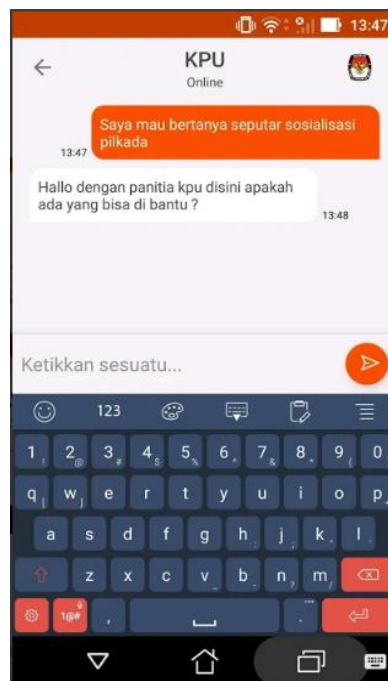 13:47
KPU
Online
Saya mau bertanya seputar sosialisasi
pilkada
13:47
Hallo dengan panitia kpu disini apakah
ada yang bisa di bantu ?
13:48
Ketikkan sesuatu...
123
1 2 3 4 5 6 7 8 9 0
q w e r t y u i o p
a s d f g h j k l
z x c v b n m
1@# , .